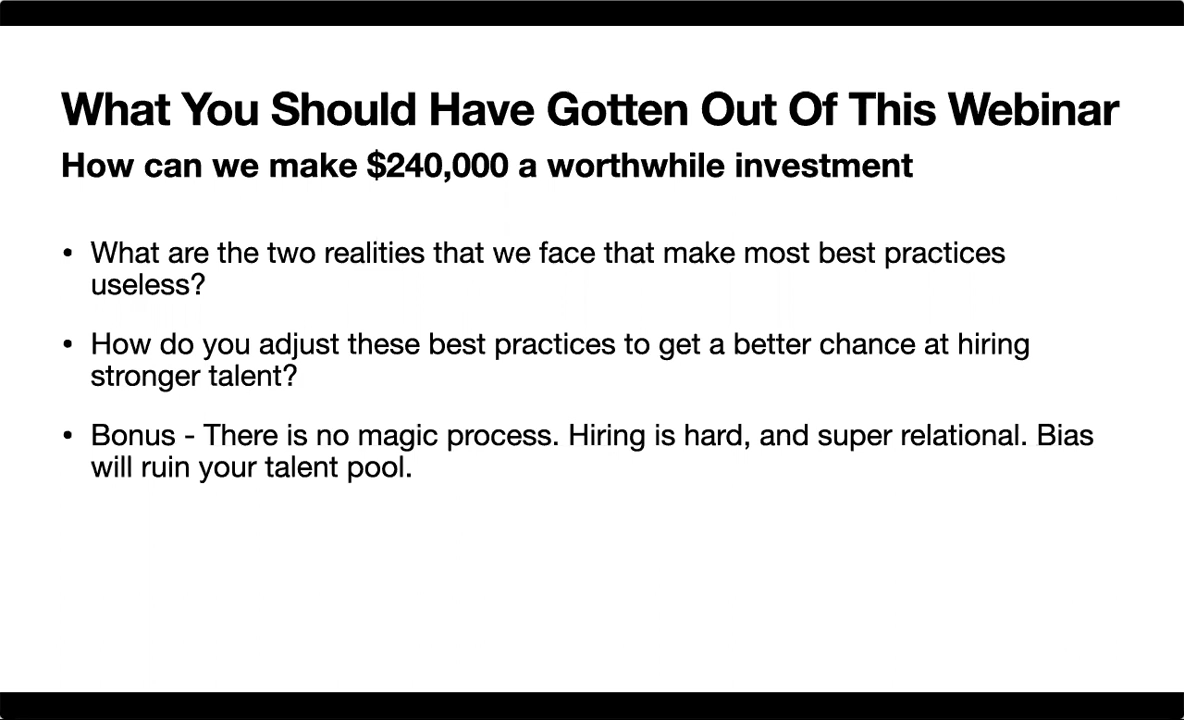 What You Should Have Gotten Out Of This Webinar
How can we make $240,000 a worthwhile investment
• What are the two realities that we face that make most best practices
useless?
• How do you adjust these best practices to get a better chance at hiring
stronger talent?
• Bonus - There is no magic process. Hiring is hard, and super relational. Bias
will ruin your talent pool.